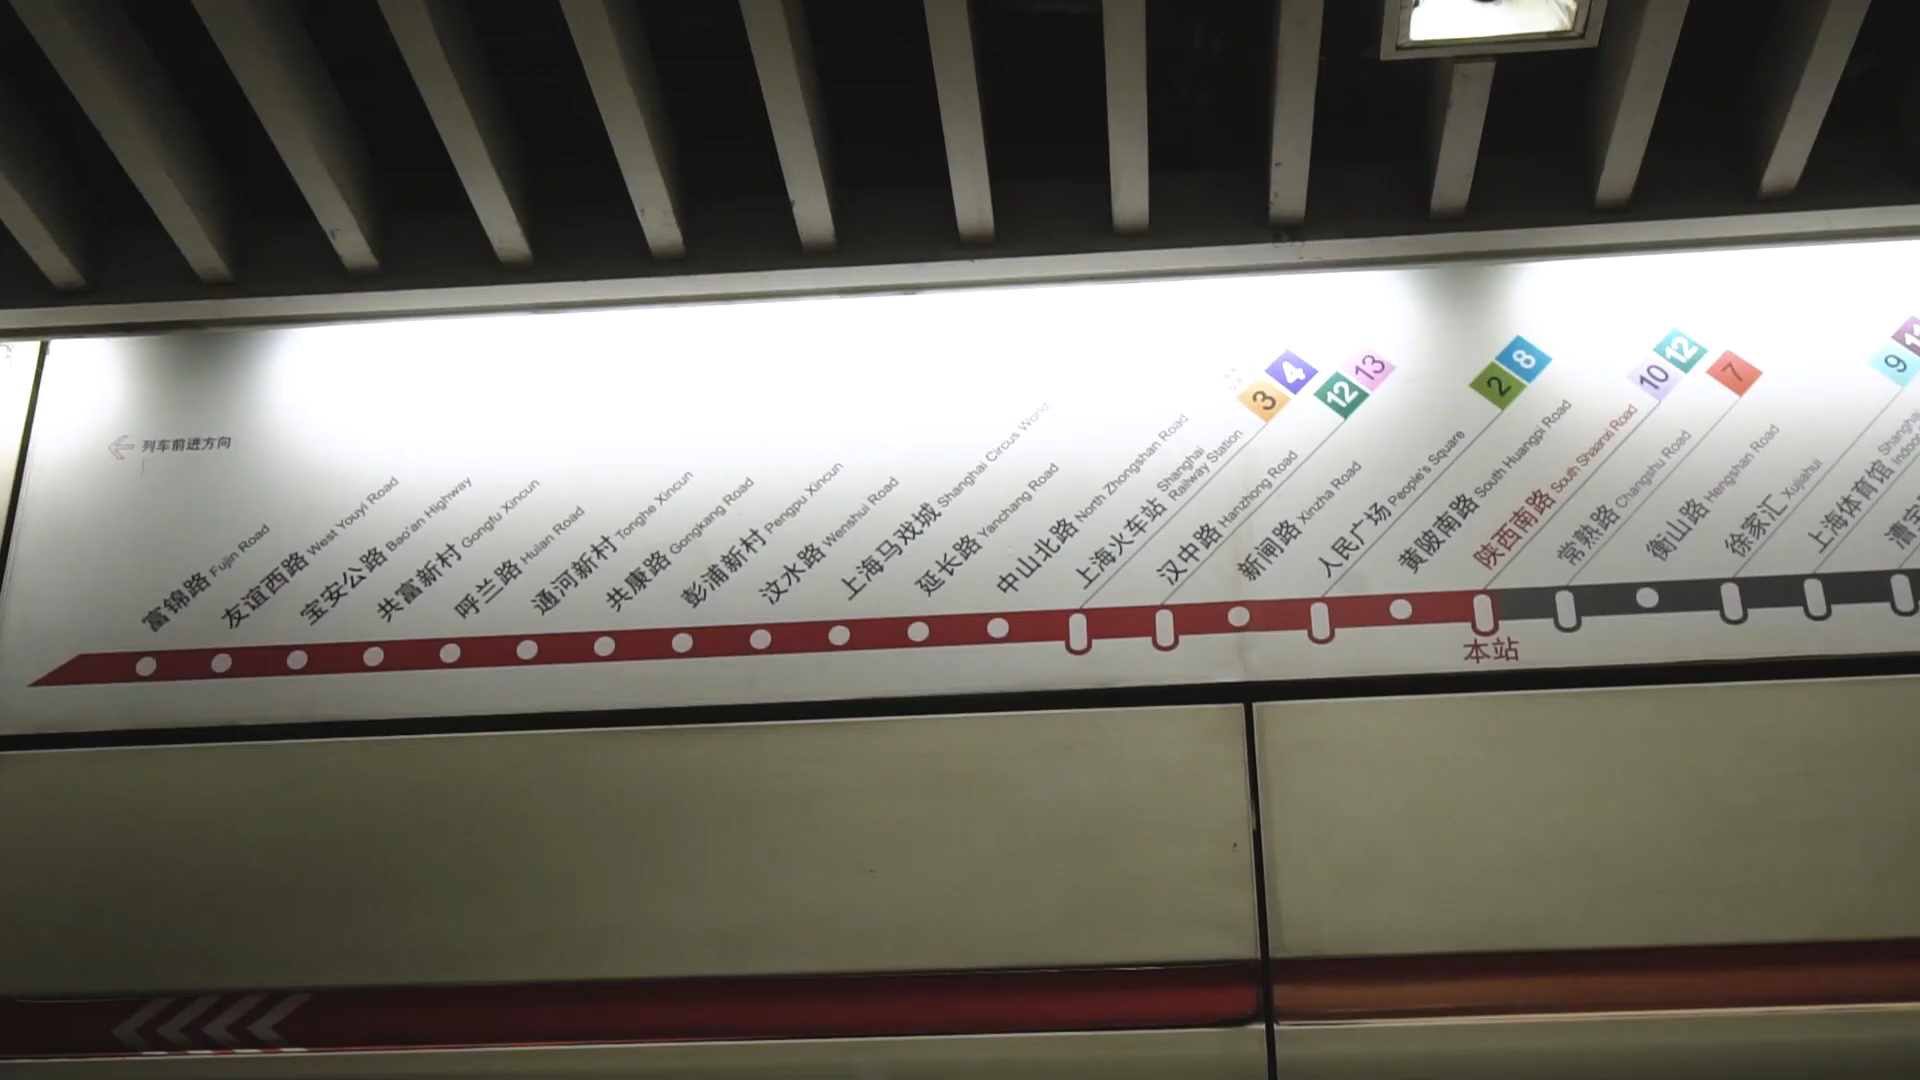 列车前进方向
富锦路 Fujin Road
友谊西路 West Youyi Road
宝安公路 Bao'an Highway
共富新村 Gongfu Xincun
呼兰路 Hulan Road
通河新村 Tonghe Xincun
共康路 Gongkang Road
彭浦新村 Pengpu Xincun
汶水路 Wenshui Road
上海马戏城 Shanghai Circus World
延长路 Yanchang Road
中山北路 North Zhongshan Road
上海火车站 Shanghai
Railway Station
3 4
汉中路 Hanzhong Road
12 13
新闸路 Xinzha Road
人民广场 People's Square
2 8
黄陂南路 South Huangpi Road
陕西南路 South Shaanxi Road
10 12
本站
常熟路 Changshu Road
7
衡山路 Hengshan Road
徐家汇 Xujiahui
9
上海体育馆 Shanghai